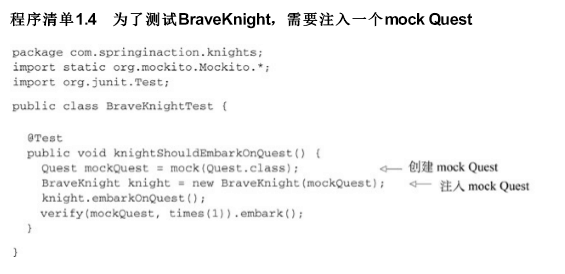 程序清单1.4 为了测试BraveKnight，需要注入一个mock Quest
package com.springinaction.knights;
import static org.mockito.Mockito.*;
import org.junit.Test;
public class BraveKnightTest {
@Test
public void knightShouldEmbarkOnQuest() {
Quest mockQuest = mock(Quest.class); 创建 mock Quest
BraveKnight knight = new BraveKnight(mockQuest); 注入 mock Quest
knight.embarkOnQuest();
verify(mockQuest, times(1)).embark();
}
}